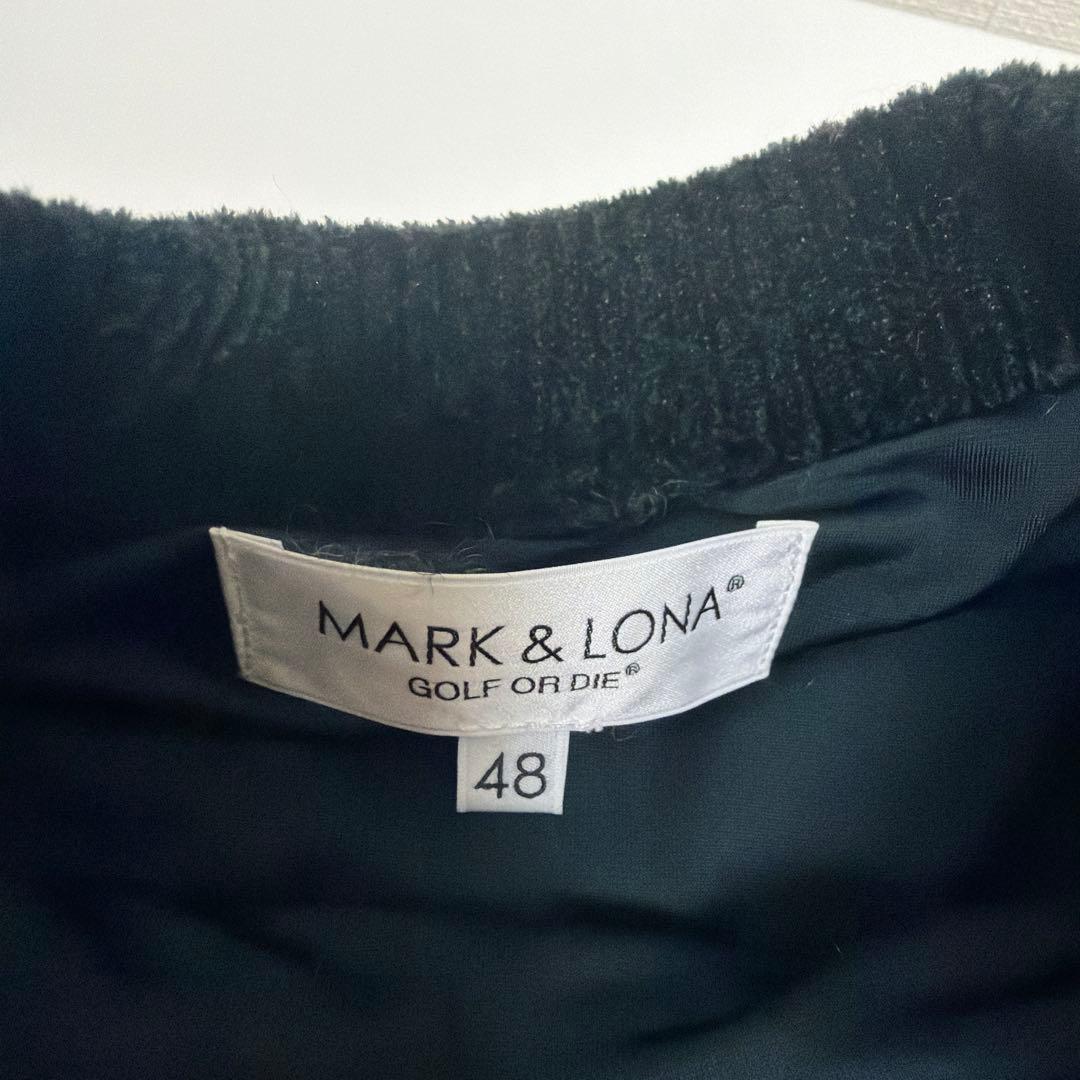 MARK & LONA®
GOLF OR DIE®
48